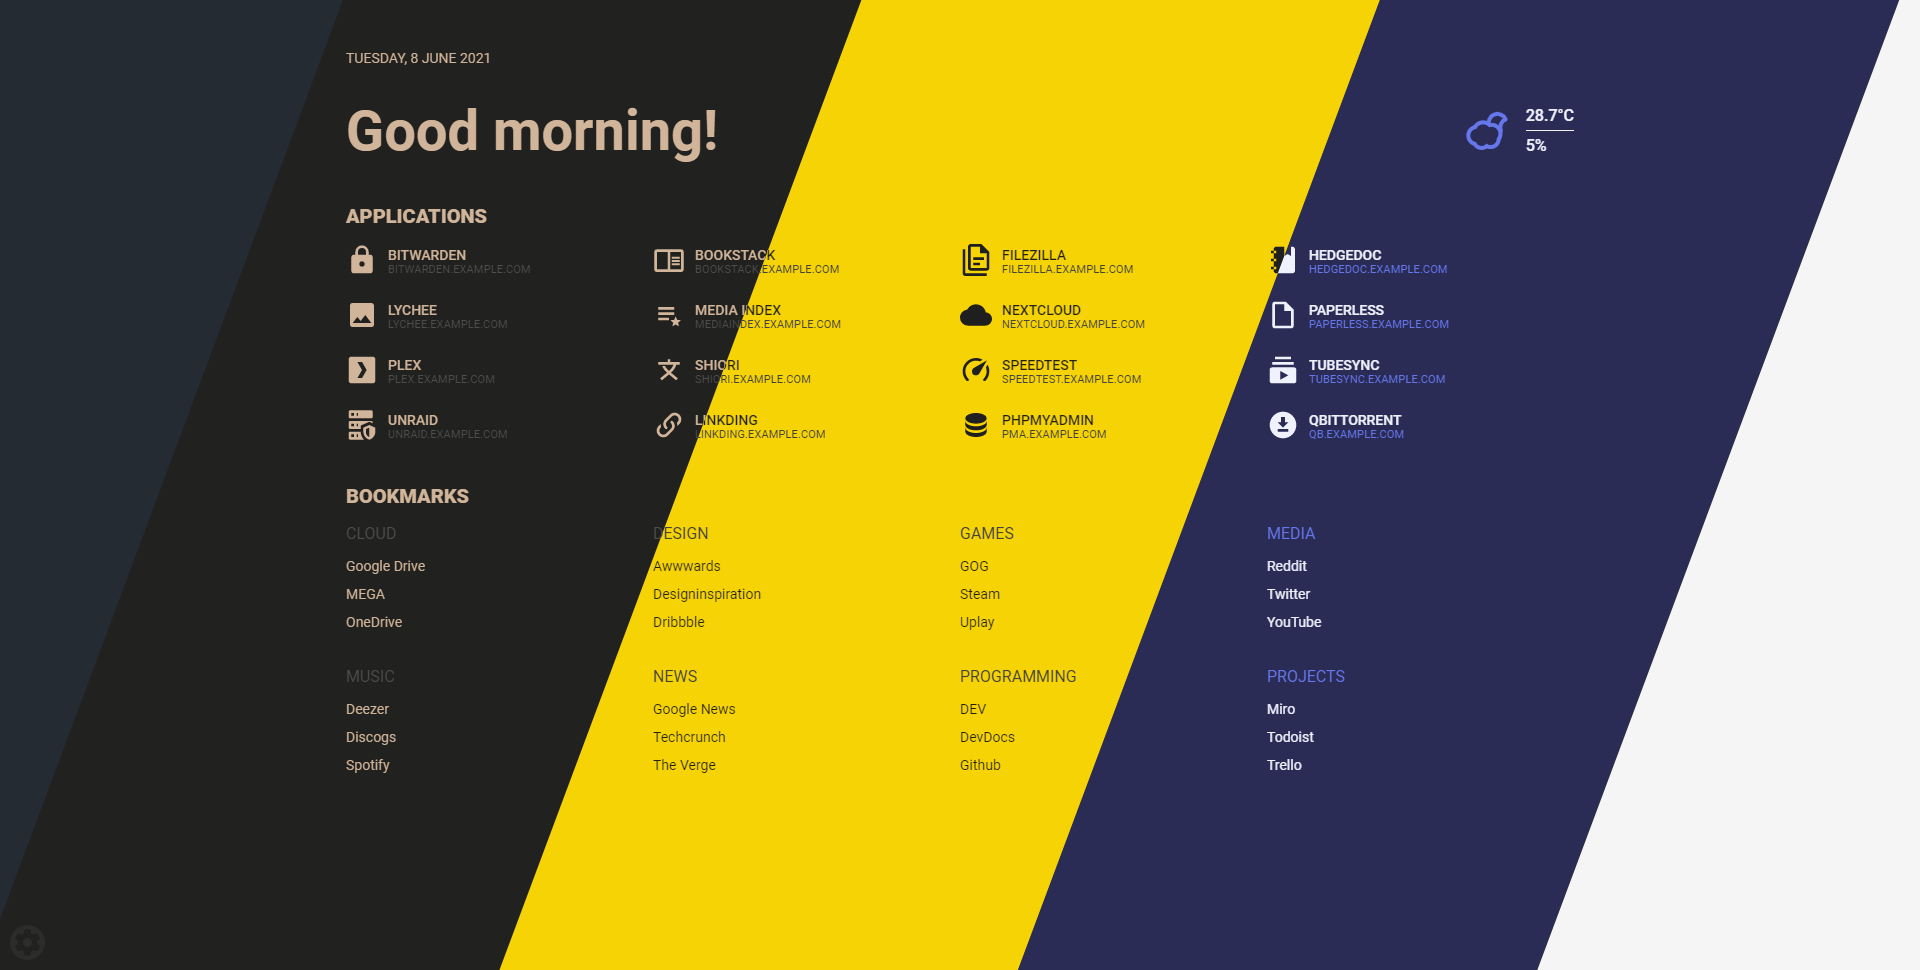 TUESDAY, 8 JUNE 2021
Good morning!
28.7°C
5%
APPLICATIONS
BITWARDEN
BITWARDEN.EXAMPLE.COM
BOOKSTACK
BOOKSTACK.EXAMPLE.COM
FILEZILLA
FILEZILLA.EXAMPLE.COM
HEDGEDOC
HEDGEDOC.EXAMPLE.COM
LYCHEE
LYCHEE.EXAMPLE.COM
MEDIA INDEX
MEDIAINDEX.EXAMPLE.COM
NEXTCLOUD
NEXTCLOUD.EXAMPLE.COM
PAPERLESS
PAPERLESS.EXAMPLE.COM
PLEX
PLEX.EXAMPLE.COM
SHIORI
SHIORI.EXAMPLE.COM
SPEEDTEST
SPEEDTEST.EXAMPLE.COM
TUBESYNC
TUBESYNC.EXAMPLE.COM
UNRAID
UNRAID.EXAMPLE.COM
LINKDING
LINKDING.EXAMPLE.COM
PHPMYADMIN
PMA.EXAMPLE.COM
QBITTORRENT
QB.EXAMPLE.COM
BOOKMARKS
CLOUD
Google Drive
MEGA
OneDrive
DESIGN
Awwwards
Designinspiration
Dribbble
GAMES
GOG
Steam
Uplay
MEDIA
Reddit
Twitter
YouTube
MUSIC
Deezer
Discogs
Spotify
NEWS
Google News
Techcrunch
The Verge
PROGRAMMING
DEV
DevDocs
Github
PROJECTS
Miro
Todoist
Trello